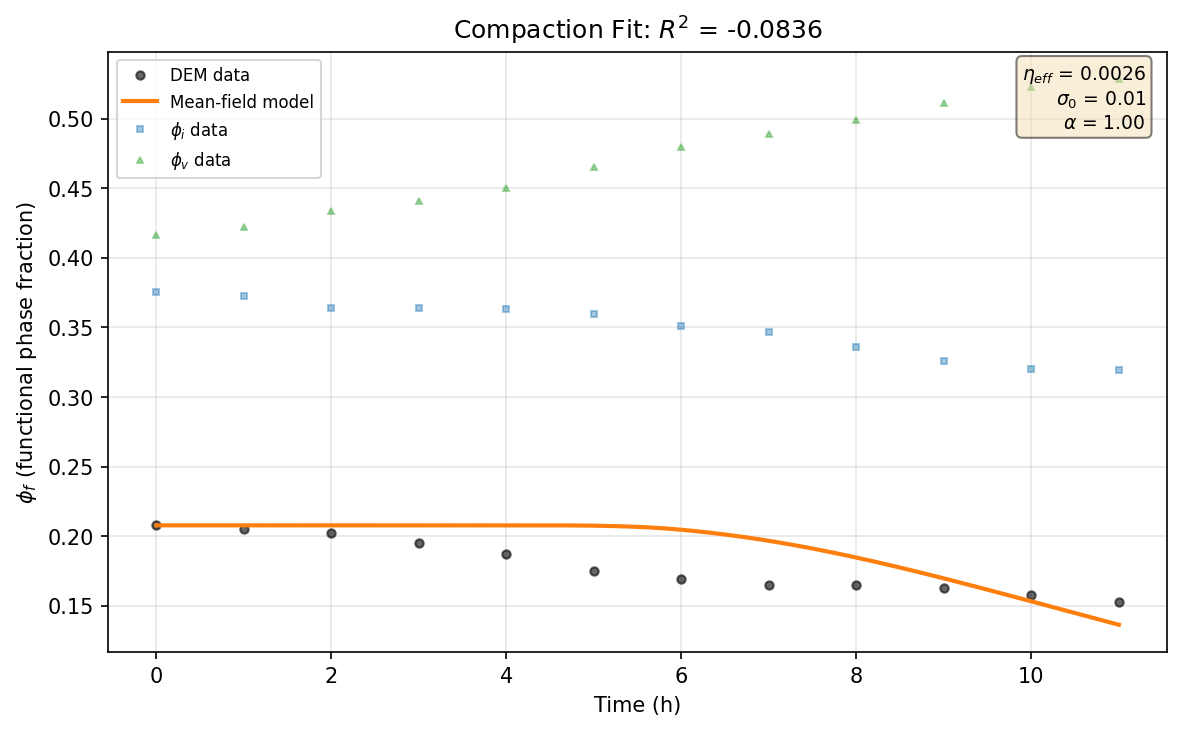 Compaction Fit: R² = -0.0836
DEM data
Mean-field model
ϕᵢ data
ϕᵥ data
η_eff = 0.0026
σ₀ = 0.01
α = 1.00
ϕ_f (functional phase fraction)
0.50
0.45
0.40
0.35
0.30
0.25
0.20
0.15
0 2 4 6 8 10
Time (h)